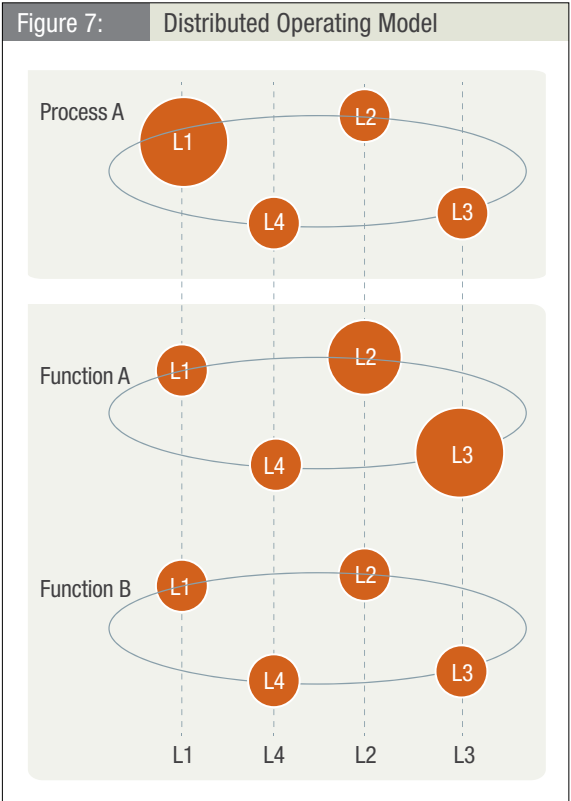 Figure 7: Distributed Operating Model
Process A
L1
L2
L4
L3
Function A
L1
L2
L4
L3
Function B
L1
L2
L4
L3
L1 L4 L2 L3